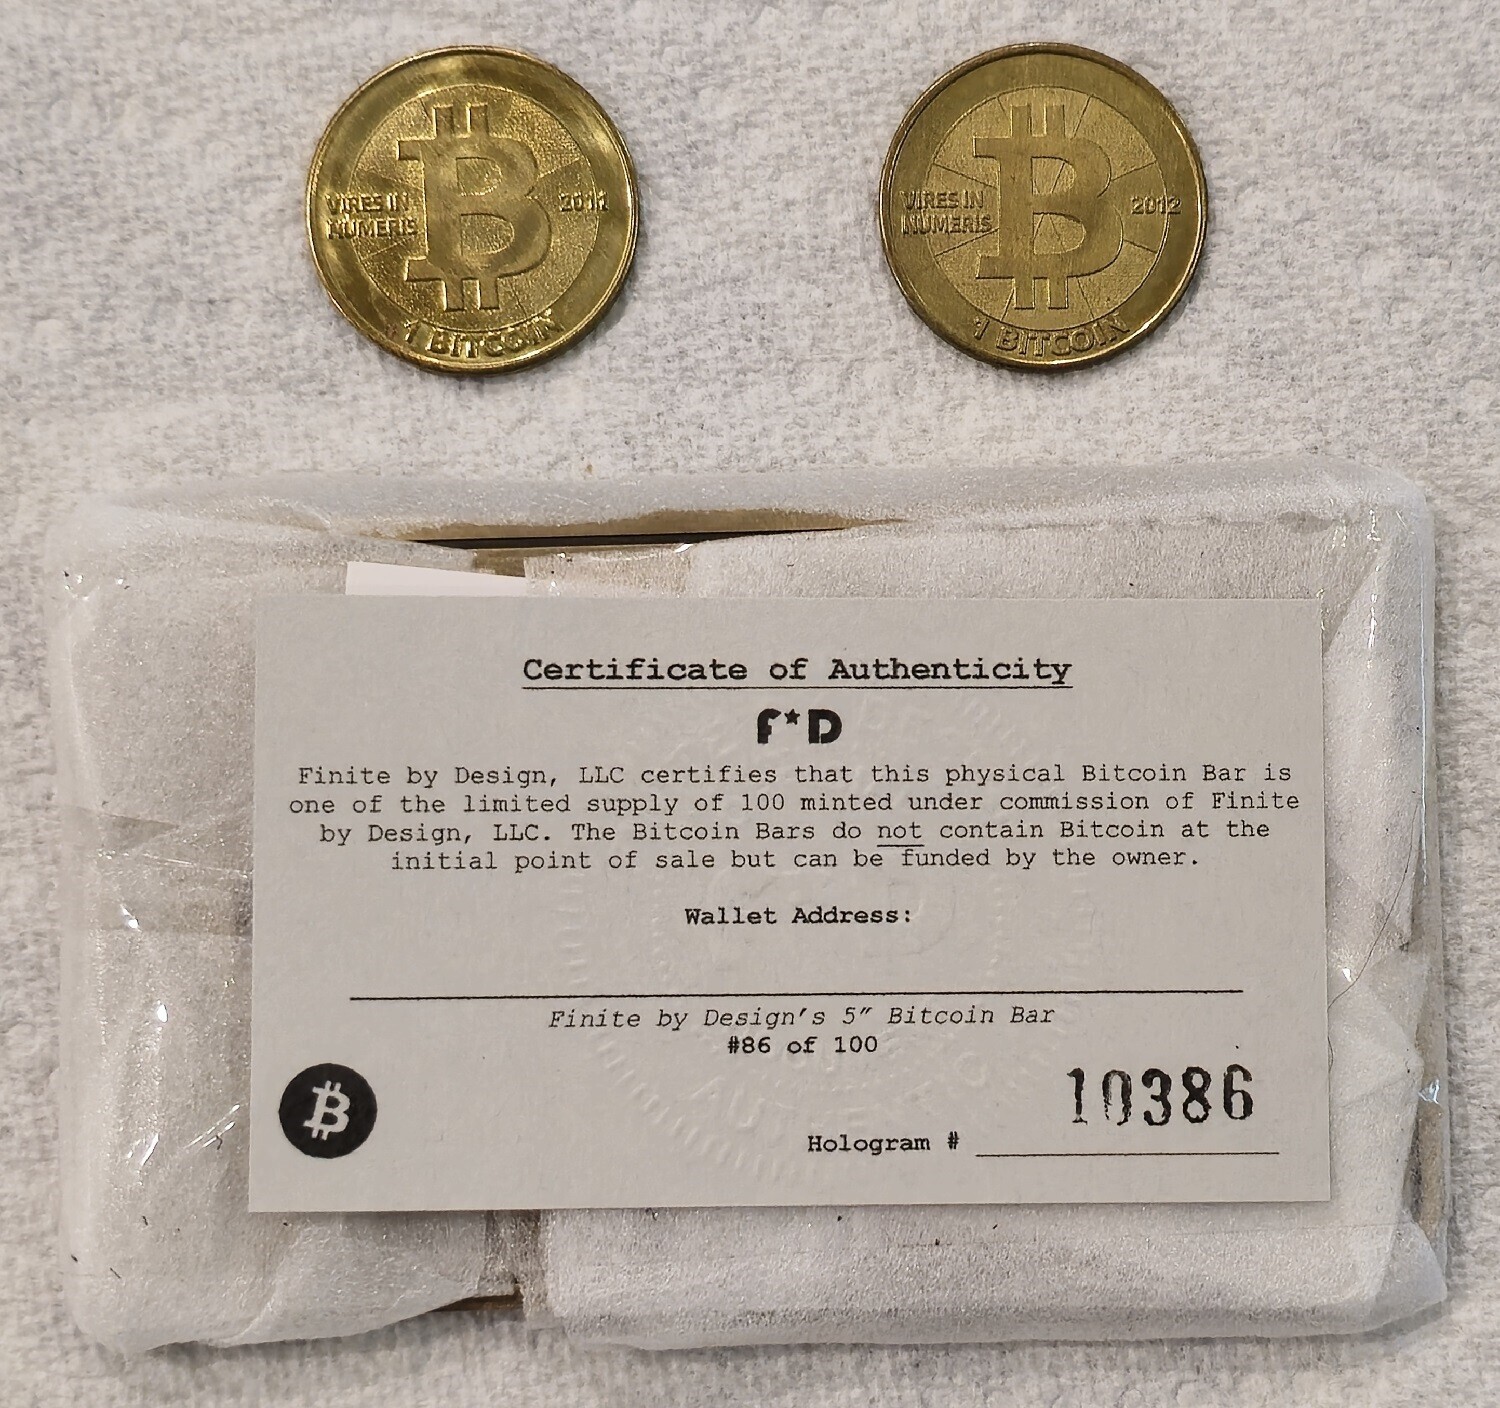 VIRES IN
NUMERIS
2011
1 BITCOIN
VIRES IN
NUMERIS
2012
1 BITCOIN
Certificate of Authenticity
F*D
Finite by Design, LLC certifies that this physical Bitcoin Bar is
one of the limited supply of 100 minted under commission of Finite
by Design, LLC. The Bitcoin Bars do not contain Bitcoin at the
initial point of sale but can be funded by the owner.
Wallet Address:
Finite by Design's 5" Bitcoin Bar
#86 of 100
10386
Hologram #